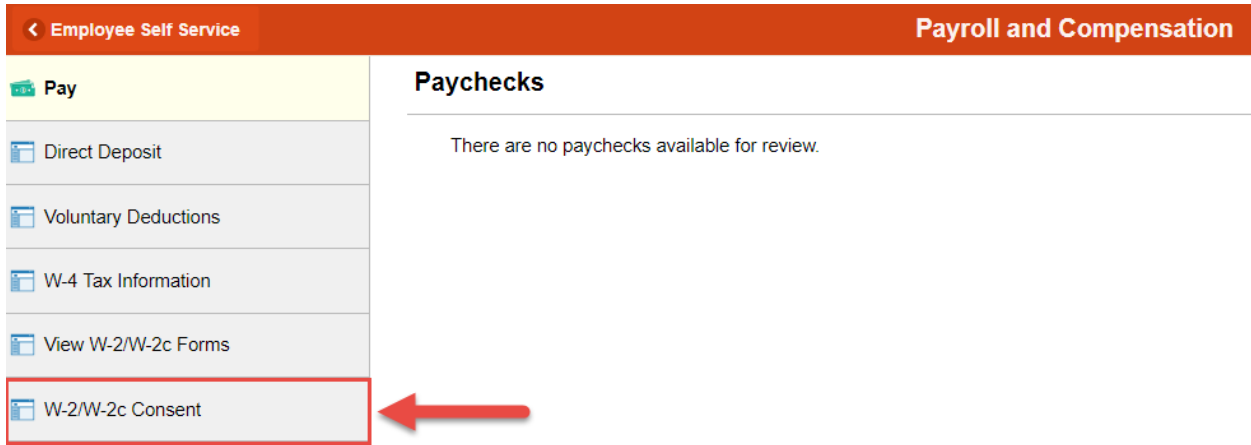 Employee Self Service
Payroll and Compensation
Pay
Direct Deposit
Voluntary Deductions
W-4 Tax Information
View W-2/W-2c Forms
W-2/W-2c Consent
Paychecks
There are no paychecks available for review.